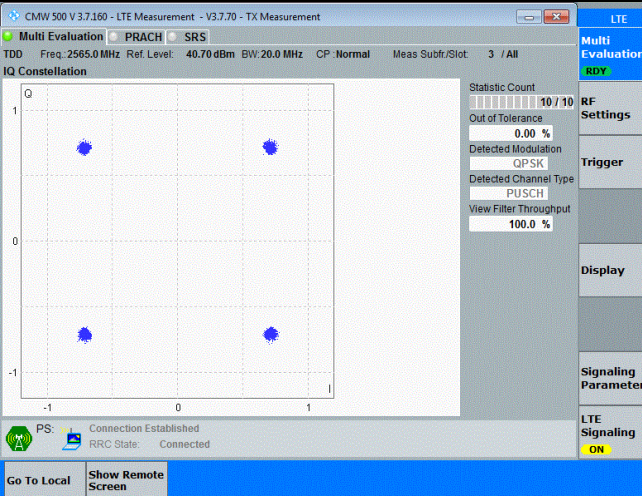 CMW 500 V 3.7.160 - LTE Measurement - V3.7.70 - TX Measurement
LTE
Multi Evaluation PRACH SRS
Multi
Evaluation
RDY
TDD Freq.: 2565.0 MHz Ref. Level: 40.70 dBm BW: 20.0 MHz CP : Normal Meas Subfr./Slot: 3 / All
IQ Constellation
Q
1
0
-1
-1 0 1
I
Statistic Count
10 / 10
Out of Tolerance
0.00 %
Detected Modulation
QPSK
Detected Channel Type
PUSCH
View Filter Throughput
100.0 %
RF
Settings
Trigger
Display
Signaling
Parameter
LTE
Signaling
ON
PS: Connection Established
RRC State: Connected
Go To Local
Show Remote
Screen